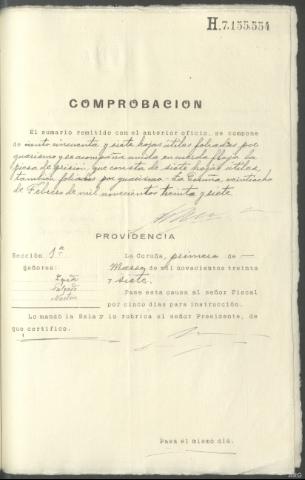 H.7.155.554
COMPROBACION
El sumario remitido con el anterior oficio, se compone
de ciento cincuenta y siete hojas útiles foliadas por
guarismo y se acompaña unida en cuerda floja la
pieza de prisión, que consta de siete hojas útiles,
tambien foliadas por guarismo. La Coruña, veintiocho
de Febrero de mil novecientos treinta y siete.
PROVIDENCIA
Sección 1ª
La Coruña, primero de
Señores:
Marzo de mil novecientos treinta
y siete.
Pase esta causa al señor Fiscal
por cinco días para instrucción.
Lo mandó la Sala y lo rubrica el señor Presidente, de
que certifico.
Pasa el mismo día.